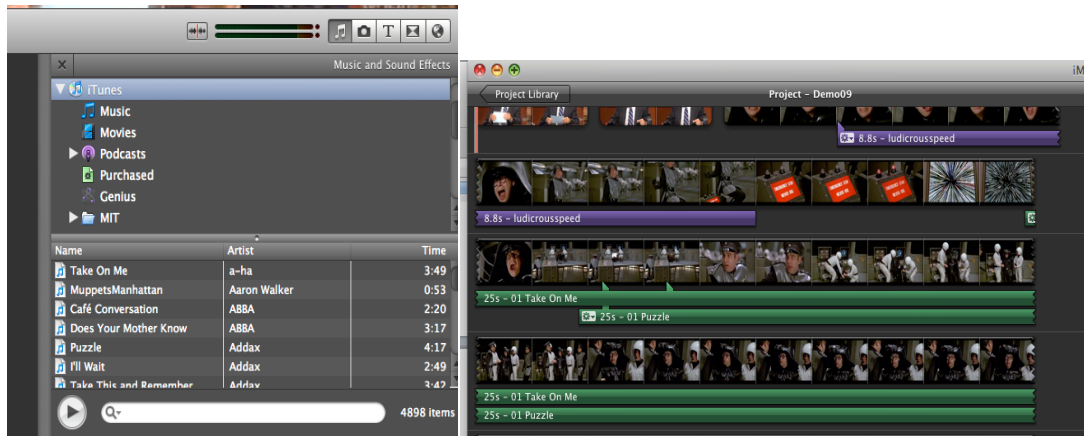 T
Music and Sound Effects
iTunes
Music
Movies
Podcasts
Purchased
Genius
MIT
Name Artist Time
Take On Me a-ha 3:49
MuppetsManhattan Aaron Walker 0:53
Café Conversation ABBA 2:20
Does Your Mother Know ABBA 3:17
Puzzle Addax 4:17
I'll Wait Addax 2:49
Take This and Remember Addax 3:42
4898 items
iM
Project Library Project - Demo09
8.8s - ludicrousspeed
8.8s - ludicrousspeed
25s - 01 Take On Me
25s - 01 Puzzle
25s - 01 Take On Me
25s - 01 Puzzle